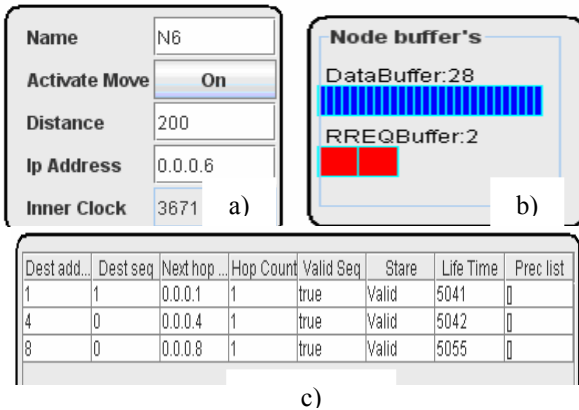 Name N6
Activate Move On
Distance 200
Ip Address 0.0.0.6
Inner Clock 3671
a)
Node buffer's
DataBuffer:28
RREQBuffer:2
b)
Dest add... Dest seq Next hop ... Hop Count Valid Seq Stare Life Time Prec list
1 1 0.0.0.1 1 true Valid 5041 []
4 0 0.0.0.4 1 true Valid 5042 []
8 0 0.0.0.8 1 true Valid 5055 []
c)